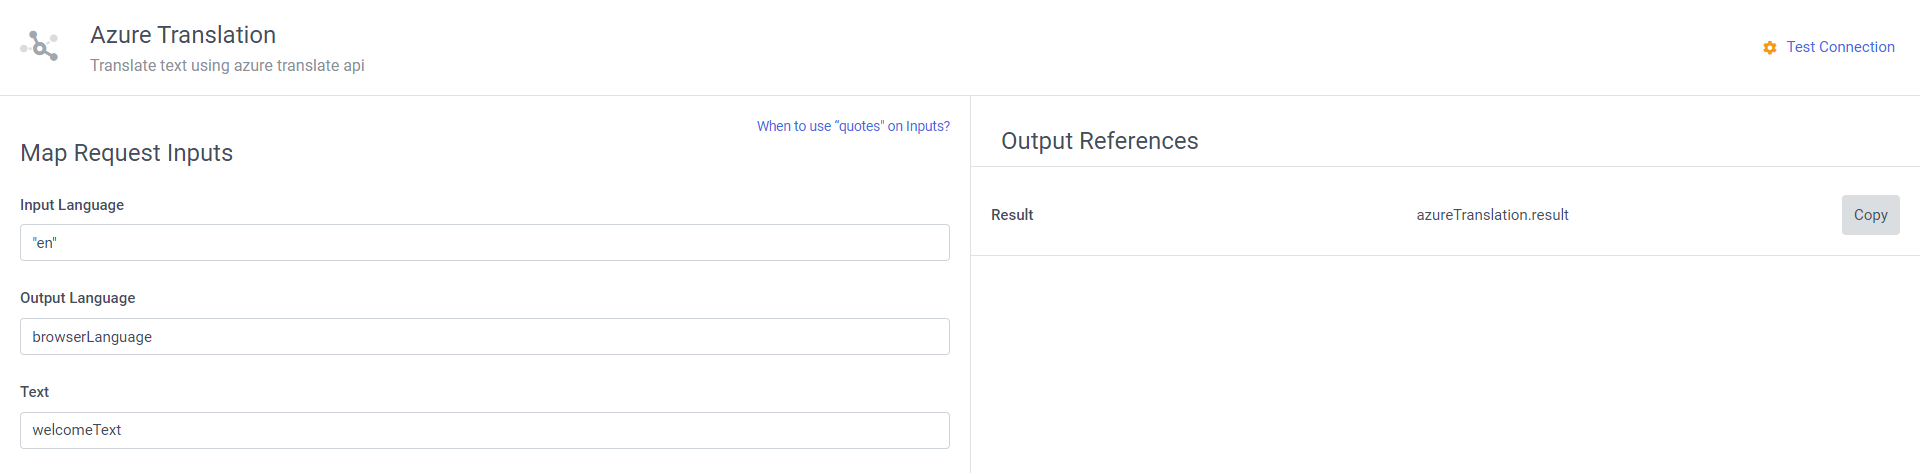 Azure Translation
Translate text using azure translate api
Test Connection
When to use “quotes" on Inputs?
Map Request Inputs
Input Language
"en"
Output Language
browserLanguage
Text
welcomeText
Output References
Result
azureTranslation.result
Copy